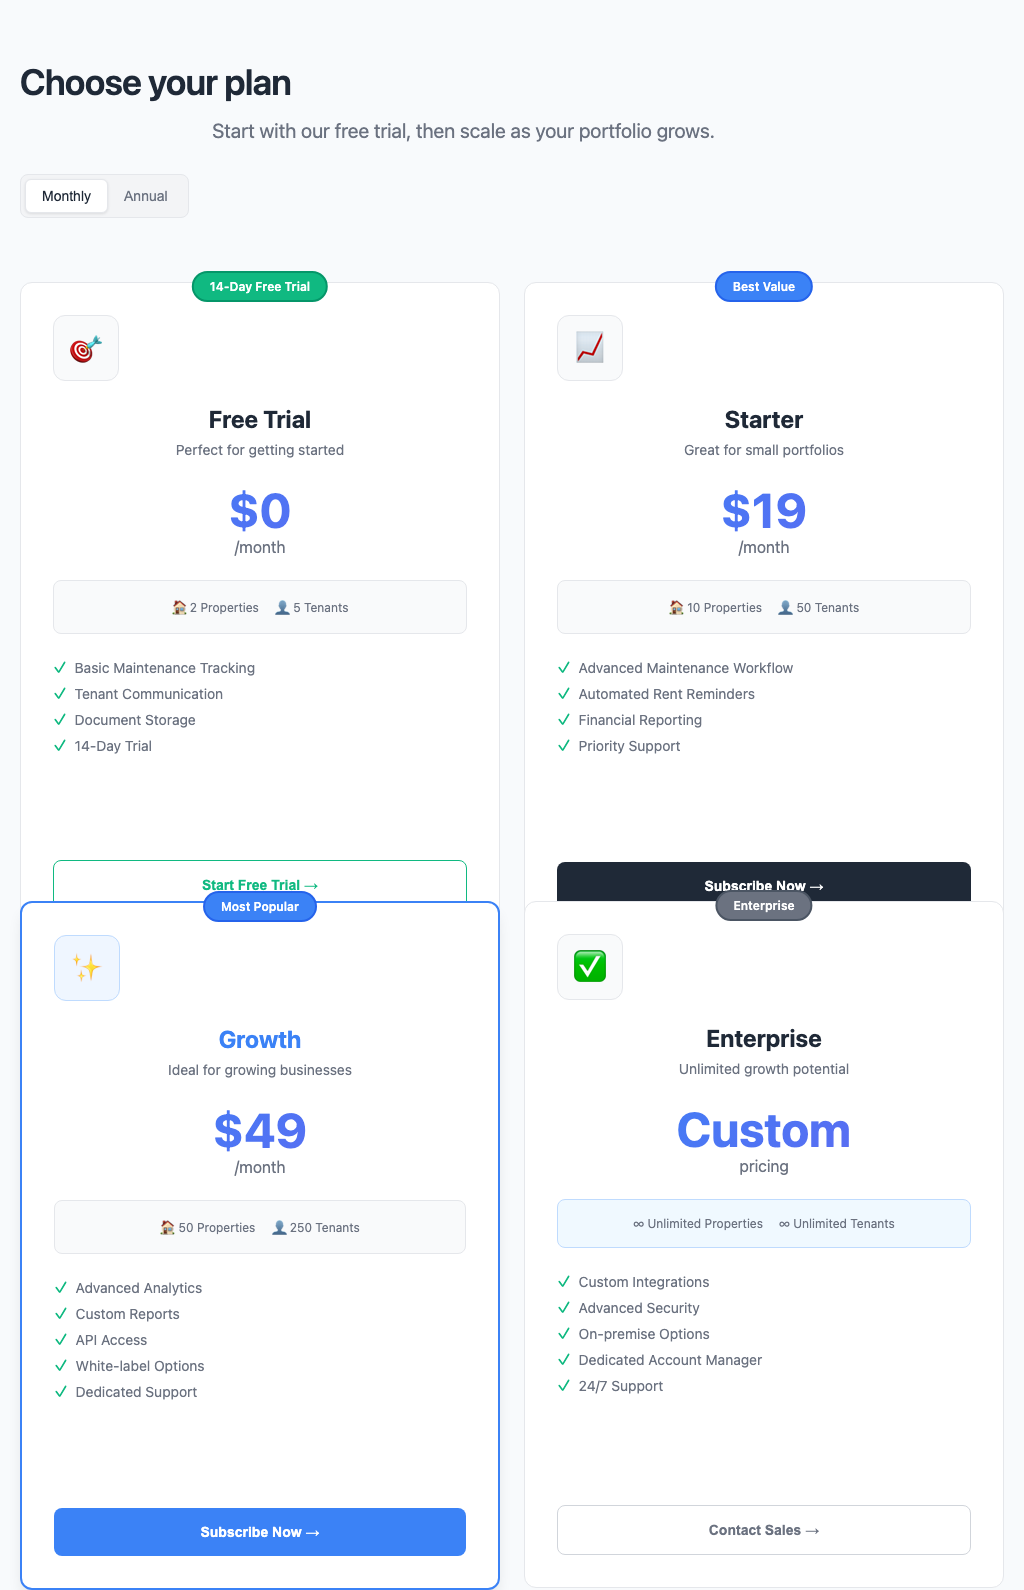 Choose your plan
Start with our free trial, then scale as your portfolio grows.
Monthly Annual
14-Day Free Trial
Free Trial
Perfect for getting started
$0
/month
2 Properties 5 Tenants
✓ Basic Maintenance Tracking
✓ Tenant Communication
✓ Document Storage
✓ 14-Day Trial
Start Free Trial →
Best Value
Starter
Great for small portfolios
$19
/month
10 Properties 50 Tenants
✓ Advanced Maintenance Workflow
✓ Automated Rent Reminders
✓ Financial Reporting
✓ Priority Support
Subscribe Now →
Most Popular
Growth
Ideal for growing businesses
$49
/month
50 Properties 250 Tenants
✓ Advanced Analytics
✓ Custom Reports
✓ API Access
✓ White-label Options
✓ Dedicated Support
Subscribe Now →
Enterprise
Enterprise
Unlimited growth potential
Custom
pricing
∞ Unlimited Properties ∞ Unlimited Tenants
✓ Custom Integrations
✓ Advanced Security
✓ On-premise Options
✓ Dedicated Account Manager
✓ 24/7 Support
Contact Sales →